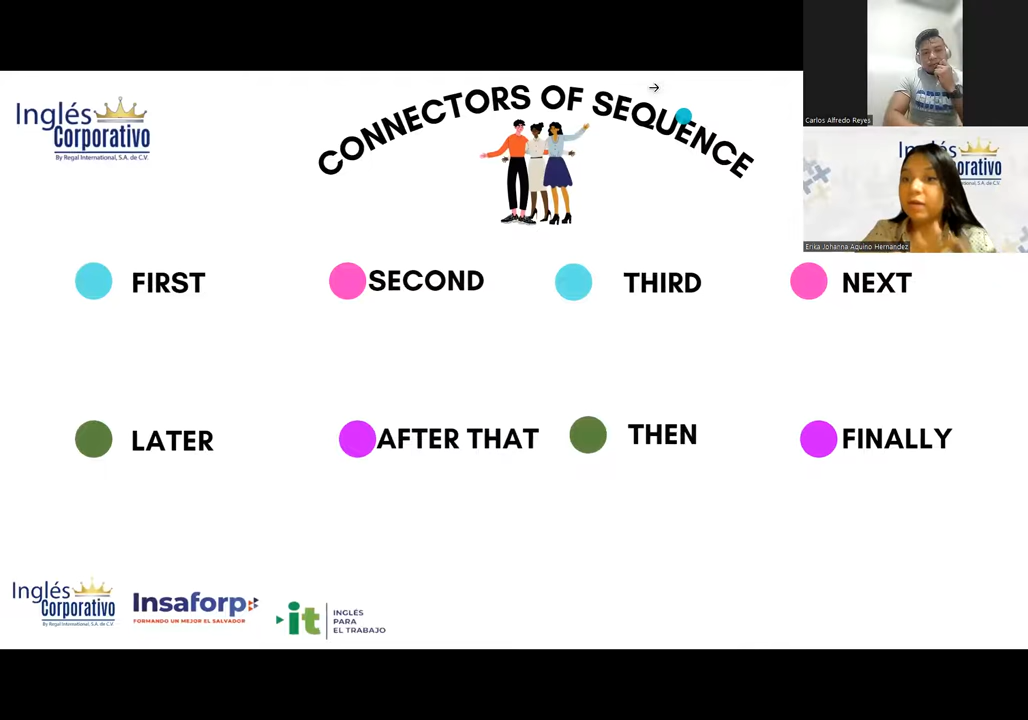 Inglés
Corporativo
By Regal International, S.A. de C.V.
CONNECTORS OF SEQUENCE
Carlos Alfredo Reyes
Inglés
Corporativo
Erika Johanna Aquino Hernandez
FIRST
SECOND
THIRD
NEXT
LATER
AFTER THAT
THEN
FINALLY
Inglés
Corporativo
By Regal International, S.A. de C.V.
Insaforp
FORMANDO UN MEJOR EL SALVADOR
it
INGLÉS
PARA
EL TRABAJO